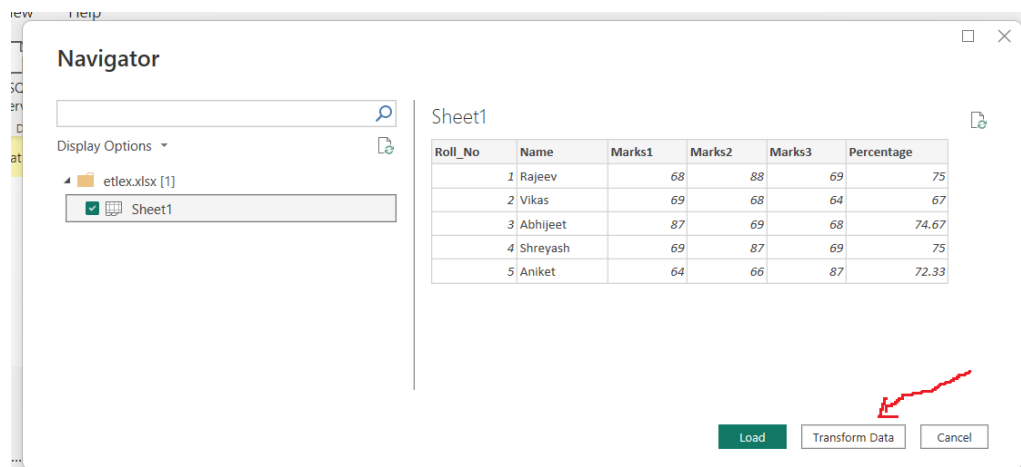 Help
Navigator
Display Options
etlex.xlsx [1]
Sheet1
Sheet1
Roll_No Name Marks1 Marks2 Marks3 Percentage
1 Rajeev 68 88 69 75
2 Vikas 69 68 64 67
3 Abhijeet 87 69 68 74.67
4 Shreyash 69 87 69 75
5 Aniket 64 66 87 72.33
Load Transform Data Cancel